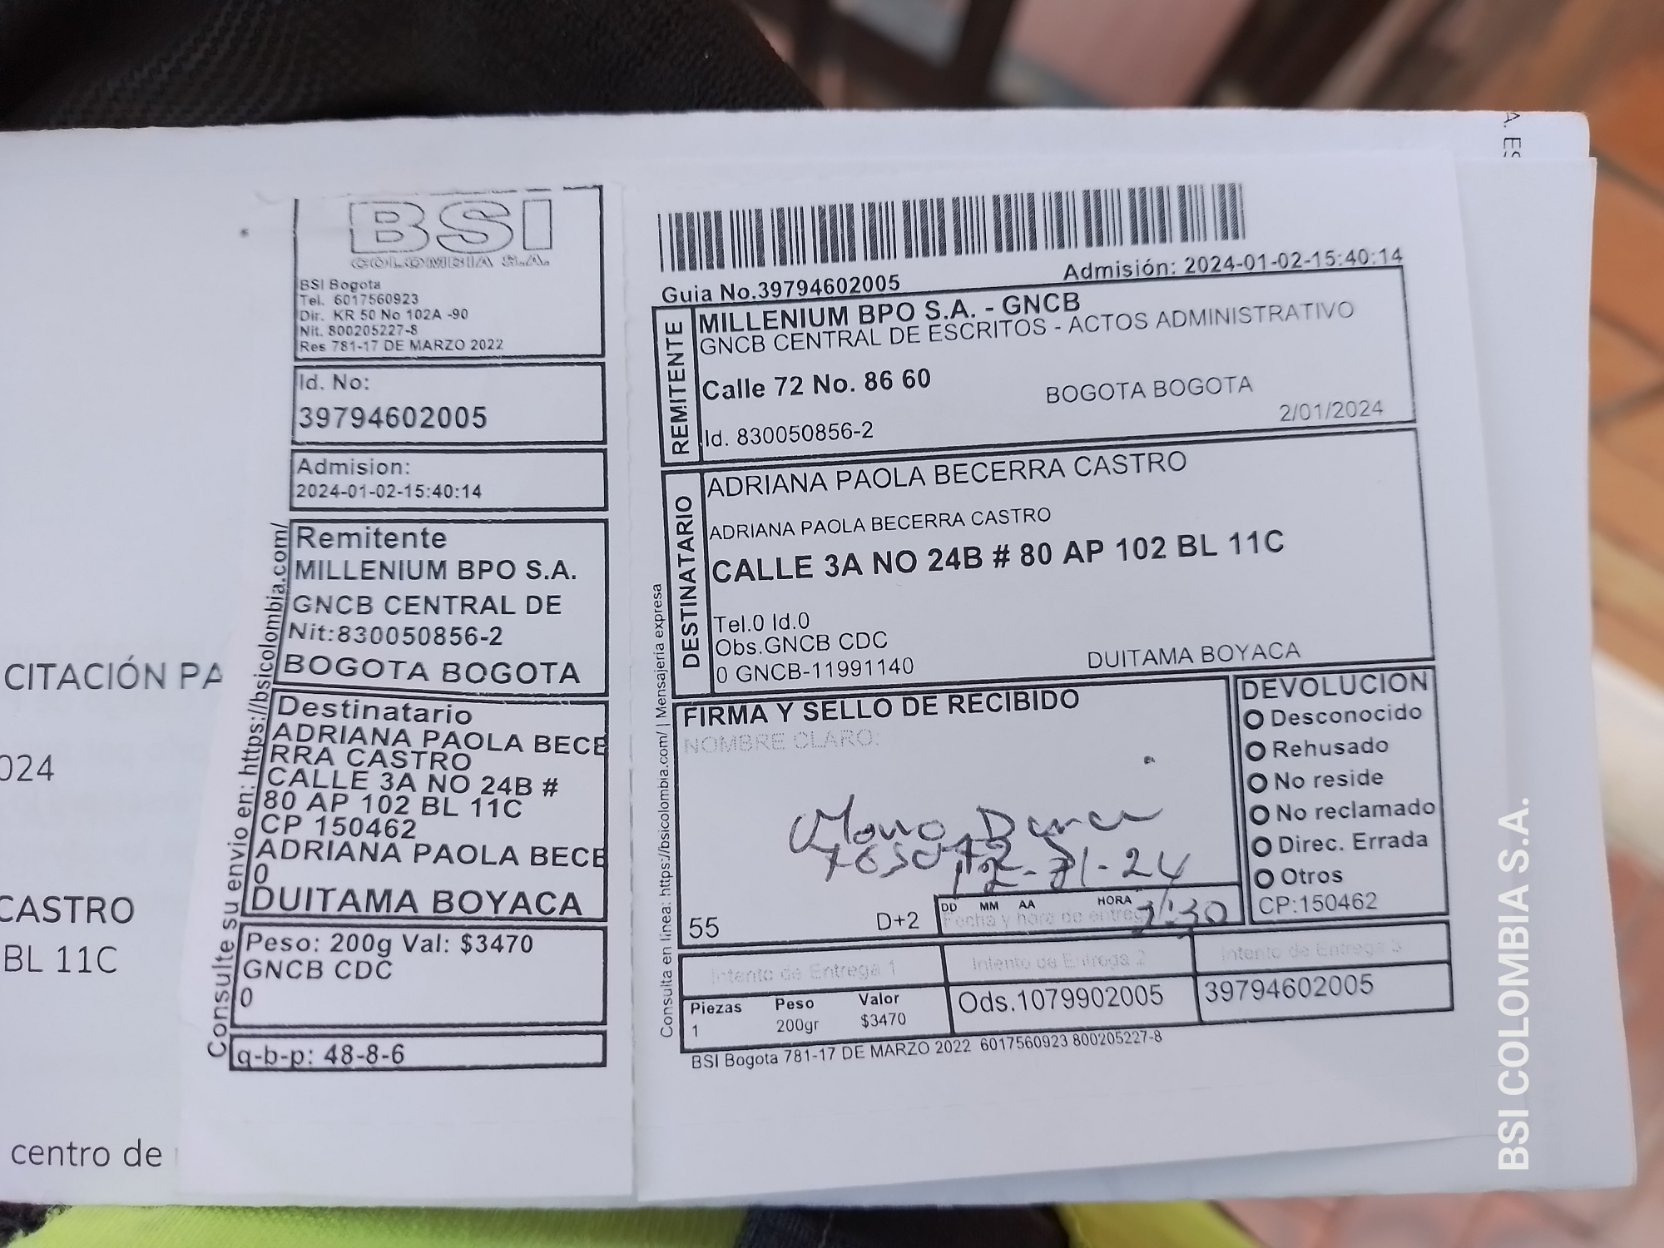 A. ES
BSI
COLOMBIA S.A.
BSI Bogota
Tel. 6017560923
Dir. KR 50 No 102A -90
Nit. 800205227-8
Res 781-17 DE MARZO 2022
Id. No:
39794602005
Admision:
2024-01-02-15:40:14
Remitente
MILLENIUM BPO S.A.
GNCB CENTRAL DE
Nit:830050856-2
BOGOTA BOGOTA
Destinatario
ADRIANA PAOLA BECE
RRA CASTRO
CALLE 3A NO 24B #
80 AP 102 BL 11C
CP 150462
ADRIANA PAOLA BECE
0
DUITAMA BOYACA
Peso: 200g Val: $3470
GNCB CDC
0
q-b-p: 48-8-6
Consulte su envio en: https://bsicolombia.com/
Guia No.39794602005
Admisión: 2024-01-02-15:40:14
REMITENTE
MILLENIUM BPO S.A. - GNCB
GNCB CENTRAL DE ESCRITOS - ACTOS ADMINISTRATIVO
Calle 72 No. 86 60
BOGOTA BOGOTA
2/01/2024
Id. 830050856-2
DESTINATARIO
ADRIANA PAOLA BECERRA CASTRO
ADRIANA PAOLA BECERRA CASTRO
CALLE 3A NO 24B # 80 AP 102 BL 11C
Tel.0 Id.0
Obs.GNCB CDC
0 GNCB-11991140
DUITAMA BOYACA
FIRMA Y SELLO DE RECIBIDO
NOMBRE CLARO:
55
D+2
DD MM AA HORA
Fecha y hora de entrega
DEVOLUCION
Desconocido
Rehusado
No reside
No reclamado
Direc. Errada
Otros
CP:150462
Intento de Entrega 1
Intento de Entrega 2
Intento de Entrega 3
Piezas Peso Valor
1 200gr $3470
Ods.1079902005
39794602005
BSI Bogota 781-17 DE MARZO 2022 6017560923 800205227-8
Consulta en linea: https://bsicolombia.com/ | Mensajeria expresa
CITACIÓN PA
024
CASTRO
BL 11C
centro de
BSI COLOMBIA S.A.